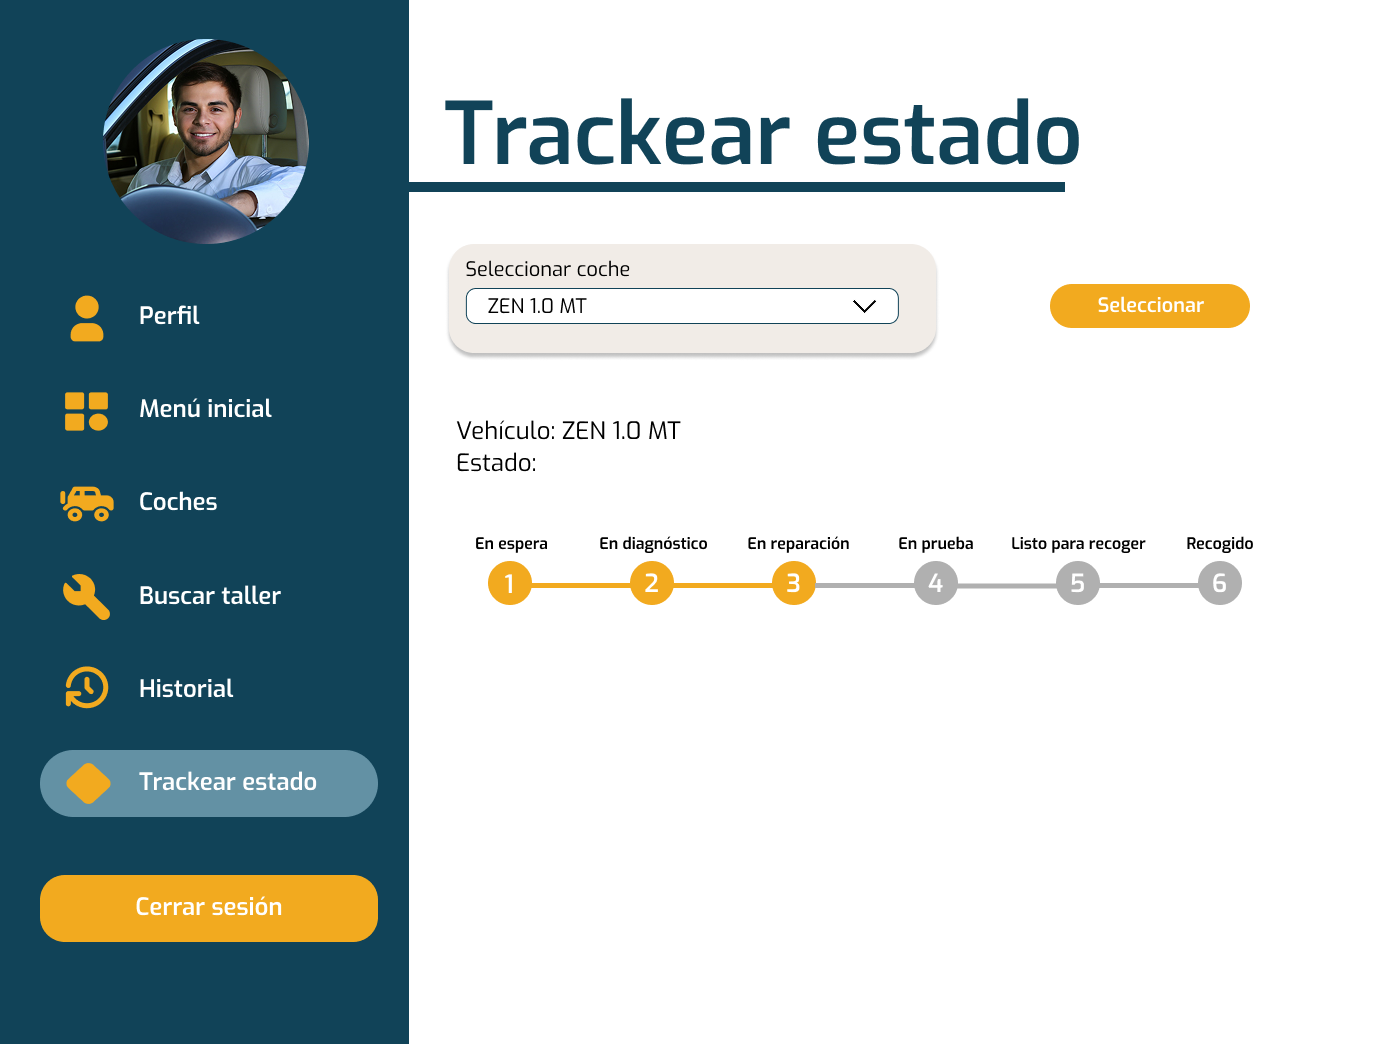 Trackear estado
Perfil
Menú inicial
Coches
Buscar taller
Historial
Trackear estado
Cerrar sesión
Seleccionar coche
ZEN 1.0 MT
Seleccionar
Vehículo: ZEN 1.0 MT
Estado:
En espera En diagnóstico En reparación En prueba Listo para recoger Recogido
1 2 3 4 5 6